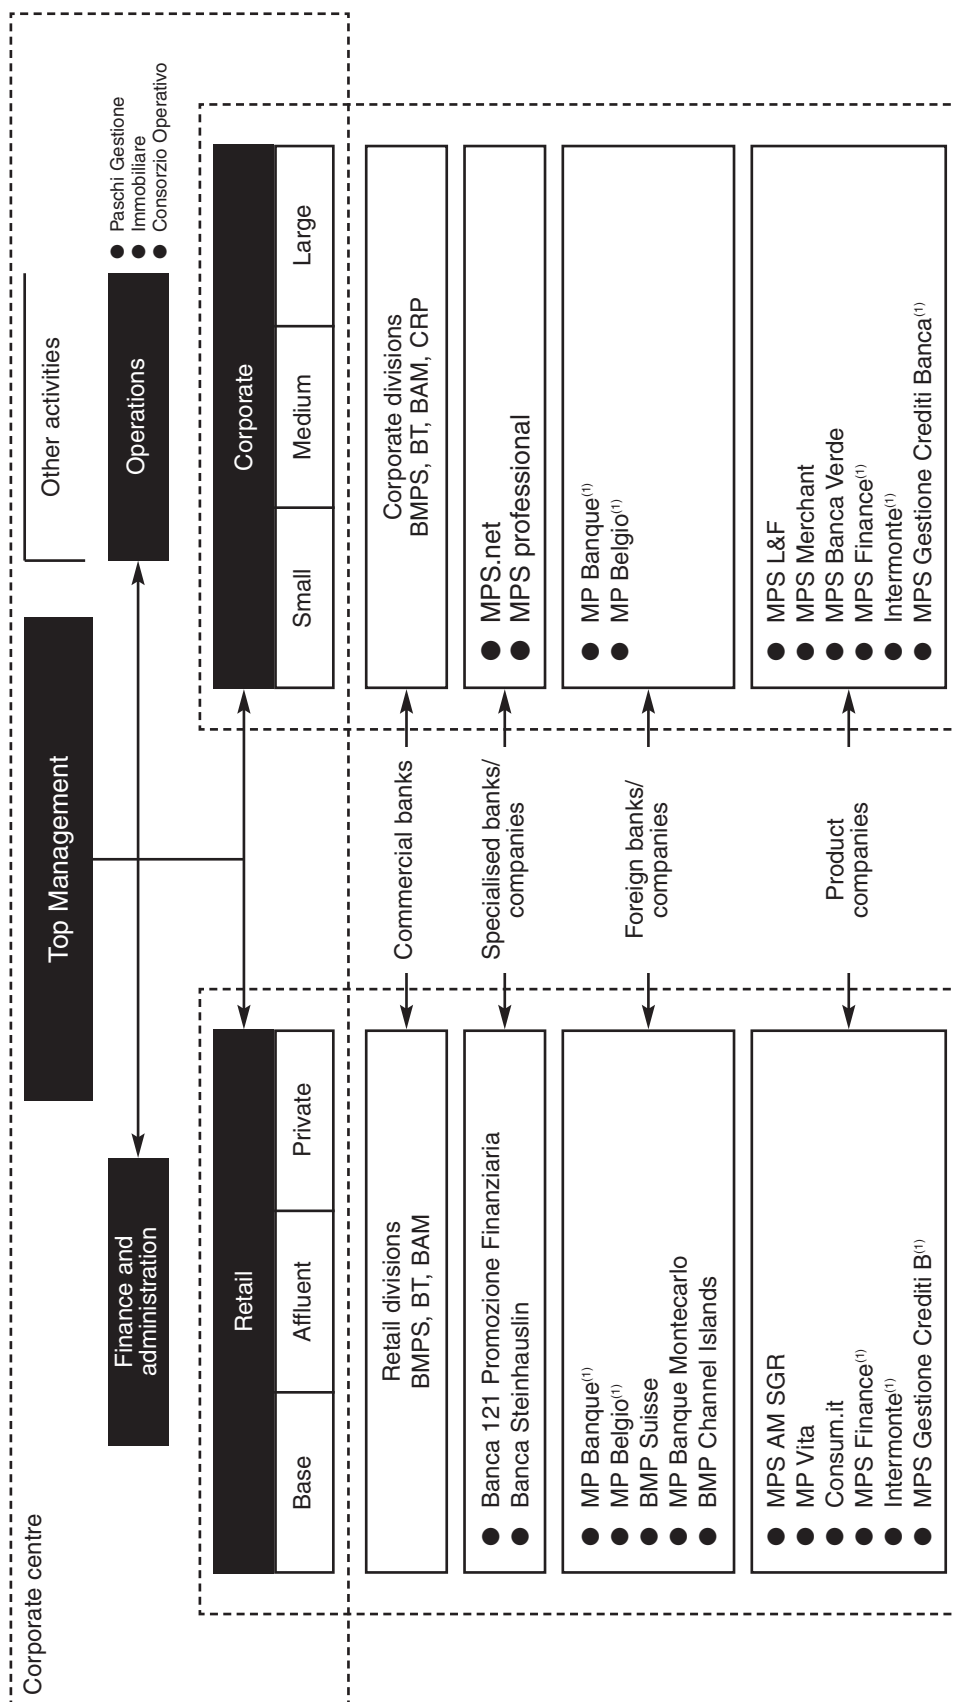 Corporate centre
Top Management
Other activities
Finance and
administration
Operations
● Paschi Gestione
● Immobiliare
● Consorzio Operativo
Retail
Base
Affluent
Private
Corporate
Small
Medium
Large
Retail divisions
BMPS, BT, BAM
Commercial banks
Corporate divisions
BMPS, BT, BAM, CRP
● Banca 121 Promozione Finanziaria
● Banca Steinhauslin
Specialised banks/
companies
● MPS.net
● MPS professional
● MP Banque(1)
● MP Belgio(1)
● BMP Suisse
● MP Banque Montecarlo
● BMP Channel Islands
Foreign banks/
companies
● MP Banque(1)
● MP Belgio(1)
● MPS AM SGR
● MP Vita
● Consum.it
● MPS Finance(1)
● Intermonte(1)
● MPS Gestione Crediti B(1)
Product
companies
● MPS L&F
● MPS Merchant
● MPS Banca Verde
● MPS Finance(1)
● Intermonte(1)
● MPS Gestione Crediti Banca(1)